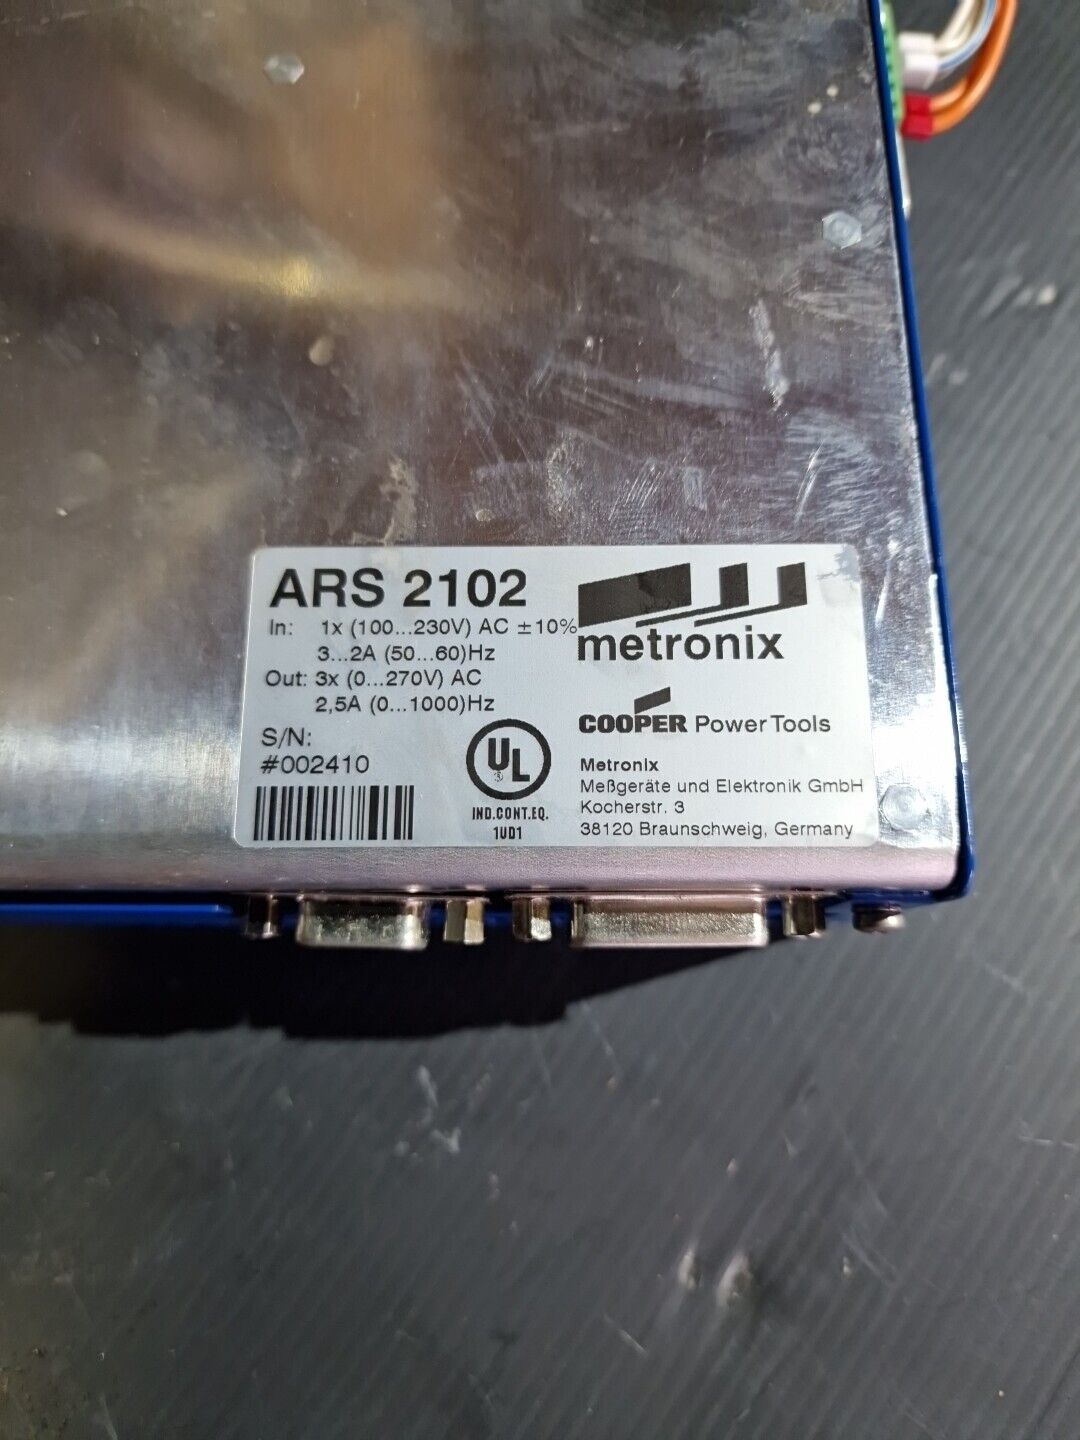 ARS 2102
In: 1x (100...230V) AC ±10%
3...2A (50...60)Hz
Out: 3x (0...270V) AC
2,5A (0...1000)Hz
S/N:
#002410
UL
IND.CONT.EQ.
1UD1
metronix
COOPER Power Tools
Metronix
Meßgeräte und Elektronik GmbH
Kocherstr. 3
38120 Braunschweig, Germany